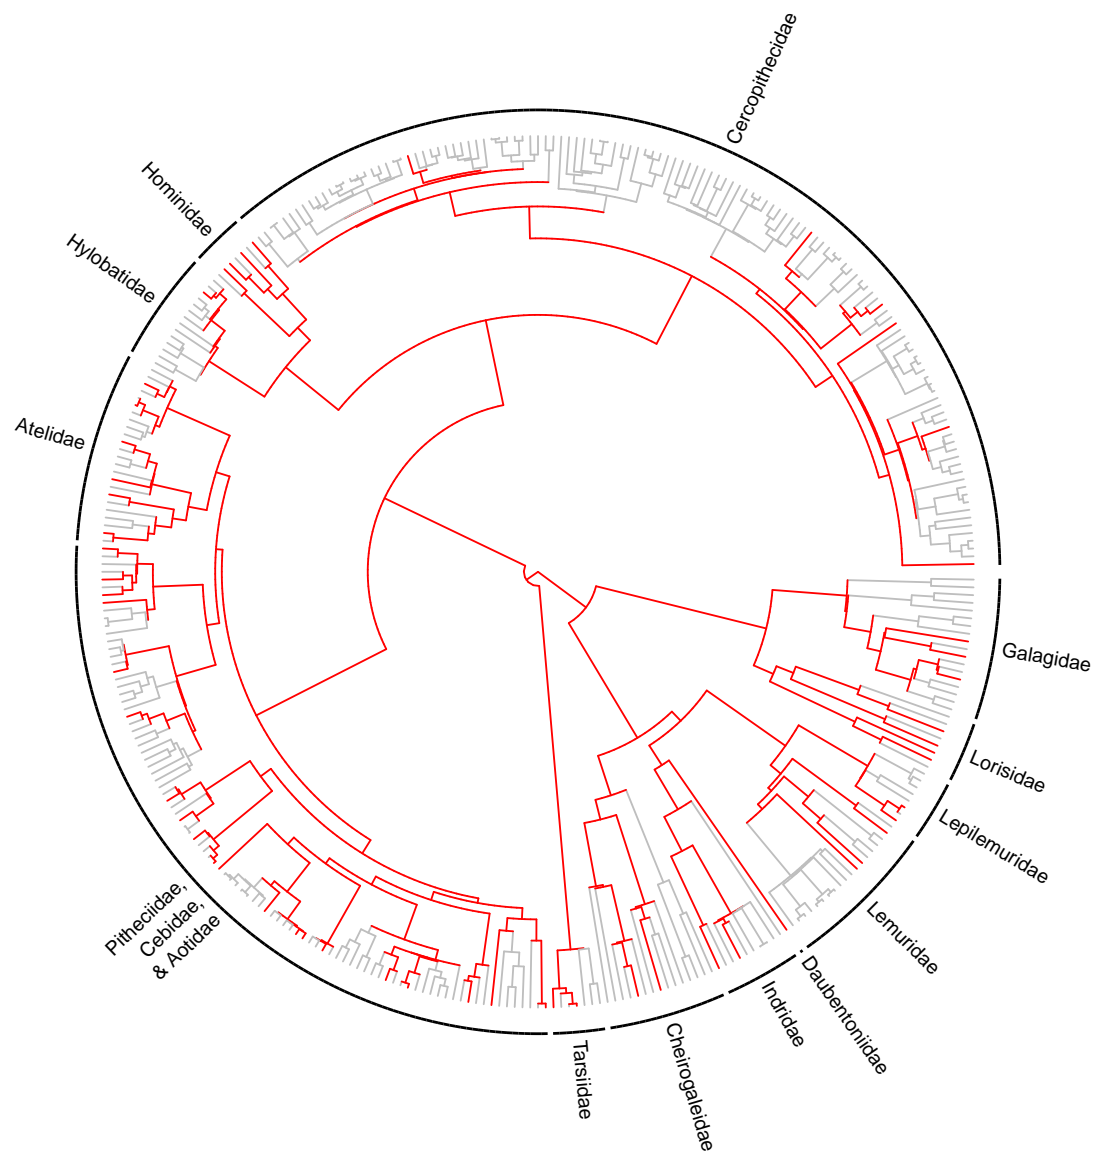 Cercopithecidae
Hominidae
Hylobatidae
Atelidae
Galagidae
Lorisidae
Lepilemuridae
Lemuridae
Daubentoniidae
Indridae
Cheirogaleidae
Tarsiidae
Pitheciidae,
Cebidae,
& Aotidae